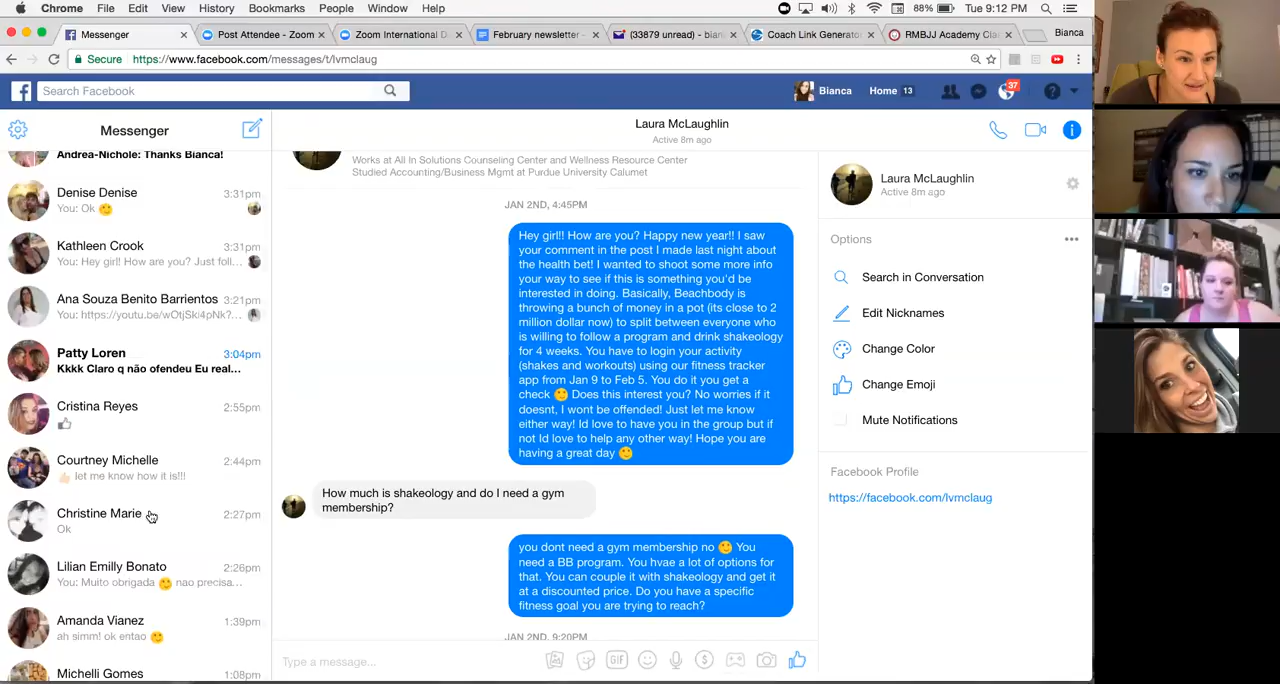 Chrome File Edit View History Bookmarks People Window Help 88% Tue 9:12 PM
Messenger Post Attendee - Zoom International D February newsletter - (33879 unread) - bian Coach Link Generato RMBJJ Academy Cla Bianca
Secure https://www.facebook.com/messages/t/lvmclaug
Search Facebook Bianca Home 13 37
Messenger
Laura McLaughlin
Active 8m ago
Andrea-Nichole: Thanks Bianca!
Denise Denise 3:31pm
You: Ok
Kathleen Crook 3:31pm
You: Hey girl!! How are you? Just foll...
Ana Souza Benito Barrientos 3:21pm
You: https://youtu.be/wOtjSki4pNk?...
Patty Loren 3:04pm
Kkkk Claro q não ofendeu Eu real...
Cristina Reyes 2:55pm
Courtney Michelle 2:44pm
let me know how it is!!!
Christine Marie 2:27pm
Ok
Lilian Emilly Bonato 2:26pm
You: Muito obrigada 🙂 nao precisa...
Amanda Vianez 1:39pm
ah simm! ok entao 🙂
Michelli Gomes 1:08pm
Works at All In Solutions Counseling Center and Wellness Resource Center
Studied Accounting/Business Mgmt at Purdue University Calumet
JAN 2ND, 4:45PM
Hey girl!! How are you? Happy new year!! I saw
your comment in the post I made last night about
the health bet! I wanted to shoot some more info
your way to see if this is something you'd be
interested in doing. Basically, Beachbody is
throwing a bunch of money in a pot (its close to 2
million dollar now) to split between everyone who
is willing to follow a program and drink shakeology
for 4 weeks. You have to login your activity
(shakes and workouts) using our fitness tracker
app from Jan 9 to Feb 5. You do it you get a
check 🙂 Does this interest you? No worries if it
doesnt, I wont be offended! Just let me know
either way! Id love to have you in the group but if
not Id love to help any other way! Hope you are
having a great day 🙂
How much is shakeology and do I need a gym
membership?
you dont need a gym membership no 🙂 You
need a BB program. You hvae a lot of options for
that. You can couple it with shakeology and get it
at a discounted price. Do you have a specific
fitness goal you are trying to reach?
JAN 2ND, 9:20PM
Type a message...
GIF
Laura McLaughlin
Active 8m ago
Options
Search in Conversation
Edit Nicknames
Change Color
Change Emoji
Mute Notifications
Facebook Profile
https://facebook.com/lvmclaug